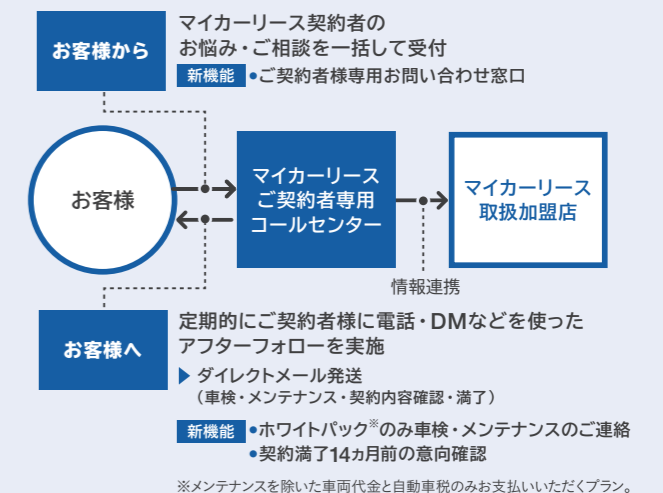 お客様から
マイカーリース契約者の
お悩み・ご相談を一括して受付
新機能 ●ご契約者様専用お問い合わせ窓口
お客様
マイカーリース
ご契約者専用
コールセンター
マイカーリース
取扱加盟店
情報連携
お客様へ
定期的にご契約者様に電話・DMなどを使った
アフターフォローを実施
▶ ダイレクトメール発送
（車検・メンテナンス・契約内容確認・満了）
新機能 ●ホワイトパック※のみ車検・メンテナンスのご連絡
●契約満了14ヵ月前の意向確認
※メンテナンスを除いた車両代金と自動車税のみお支払いいただくプラン。